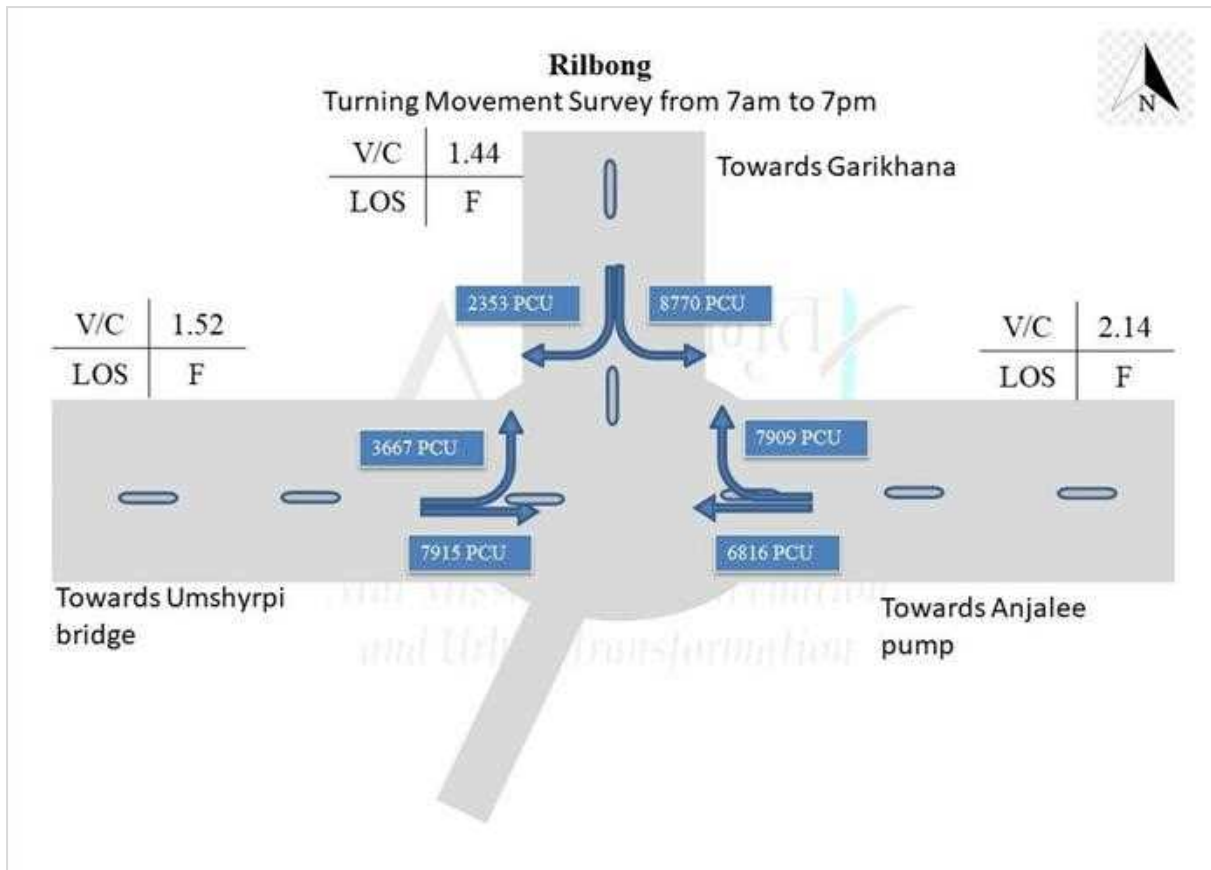 Rilbong
Turning Movement Survey from 7am to 7pm
N
V/C 1.44
LOS F
Towards Garikhana
2353 PCU
8770 PCU
V/C 1.52
LOS F
V/C 2.14
LOS F
3667 PCU
7909 PCU
7915 PCU
6816 PCU
Towards Umshyrpi
bridge
Towards Anjalee
pump